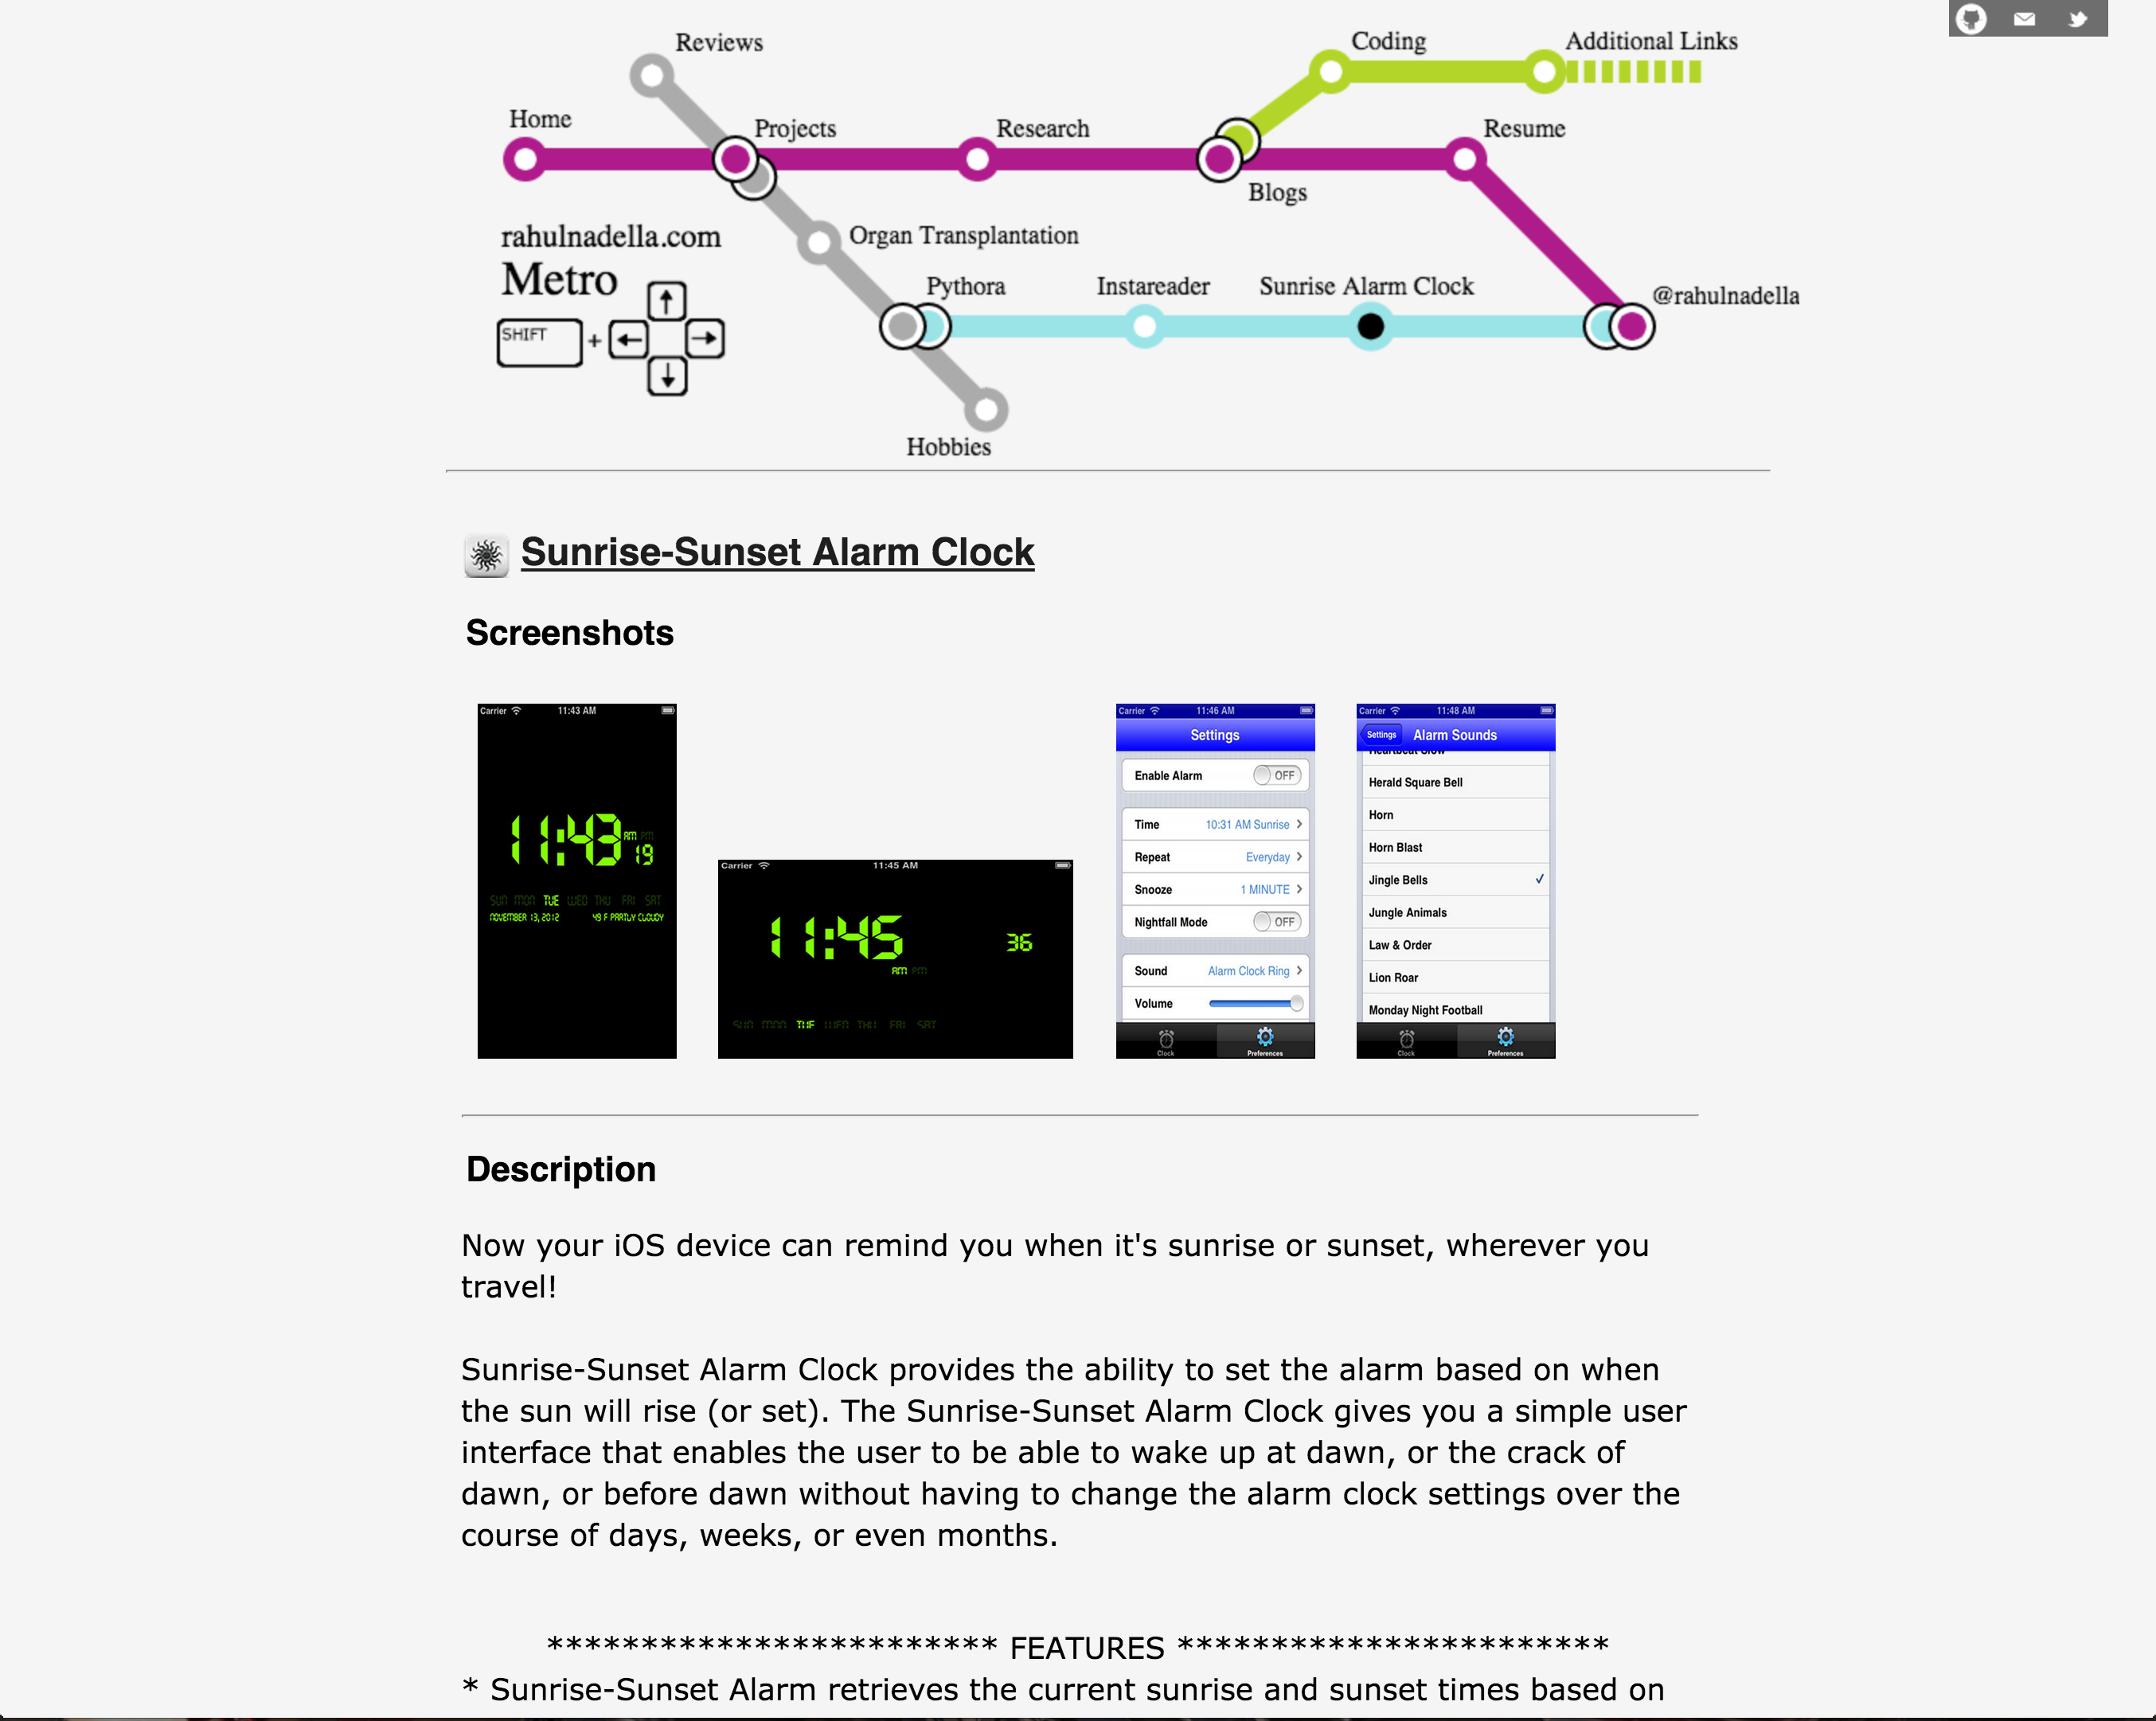 Reviews
Coding
Additional Links
Home
Projects
Research
Resume
Blogs
rahulnadella.com
Metro
Organ Transplantation
SHIFT
+
Pythora
Instareader
Sunrise Alarm Clock
@rahulnadella
Hobbies
Sunrise-Sunset Alarm Clock
Screenshots
Carrier 11:43 AM
11:43 AM PM
19
SUN MON TUE WED THU FRI SAT
NOVEMBER 13, 2012 49 F PARTLY CLOUDY
Carrier 11:45 AM
11:45 36
AM PM
SUN MON TUE WED THU FRI SAT
Carrier 11:46 AM
Settings
Enable Alarm OFF
Time 10:31 AM Sunrise
Repeat Everyday
Snooze 1 MINUTE
Nightfall Mode OFF
Sound Alarm Clock Ring
Volume
Clock Preferences
Carrier 11:48 AM
Settings Alarm Sounds
Heartbeat Slow
Herald Square Bell
Horn
Horn Blast
Jingle Bells ✓
Jungle Animals
Law & Order
Lion Roar
Monday Night Football
Clock Preferences
Description
Now your iOS device can remind you when it's sunrise or sunset, wherever you
travel!
Sunrise-Sunset Alarm Clock provides the ability to set the alarm based on when
the sun will rise (or set). The Sunrise-Sunset Alarm Clock gives you a simple user
interface that enables the user to be able to wake up at dawn, or the crack of
dawn, or before dawn without having to change the alarm clock settings over the
course of days, weeks, or even months.
************************ FEATURES ***********************
* Sunrise-Sunset Alarm retrieves the current sunrise and sunset times based on